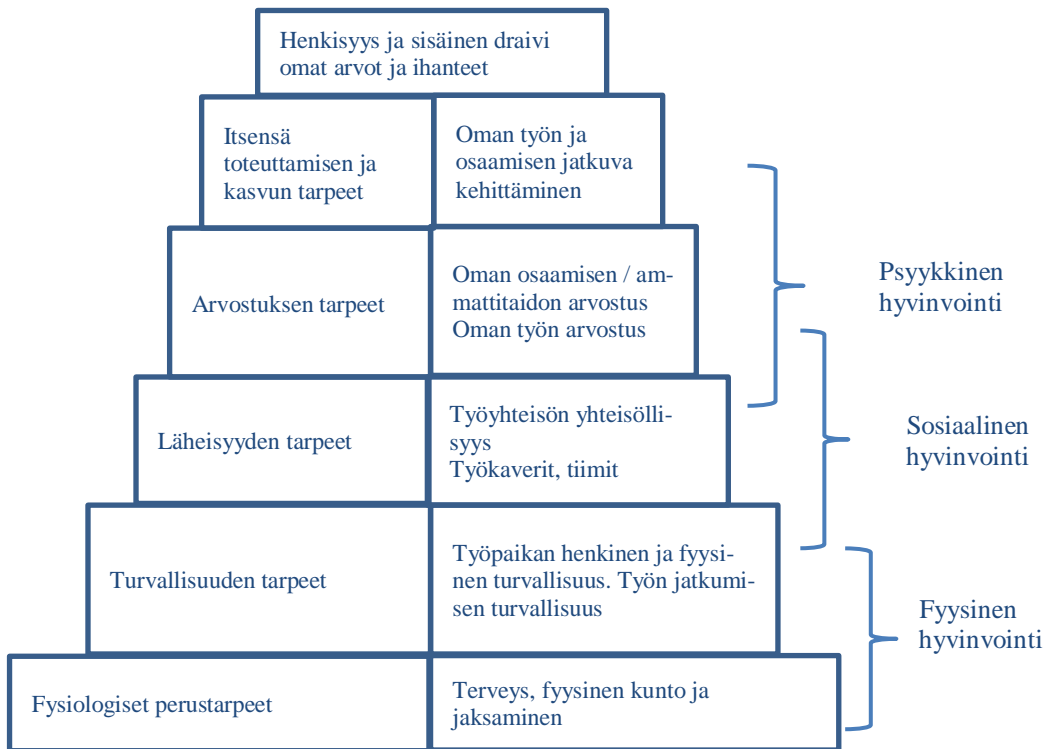 Henkisyys ja sisäinen draivi
omat arvot ja ihanteet
Itsensä
toteuttamisen ja
kasvun tarpeet
Oman työn ja
osaamisen jatkuva
kehittäminen
Arvostuksen tarpeet
Oman osaamisen / am-
mattitaidon arvostus
Oman työn arvostus
Psyykkinen
hyvinvointi
Läheisyyden tarpeet
Työyhteisön yhteisölli-
syys
Työkaverit, tiimit
Sosiaalinen
hyvinvointi
Turvallisuuden tarpeet
Työpaikan henkinen ja fyysi-
nen turvallisuus. Työn jatkumi-
sen turvallisuus
Fyysinen
hyvinvointi
Fysiologiset perustarpeet
Terveys, fyysinen kunto ja
jaksaminen